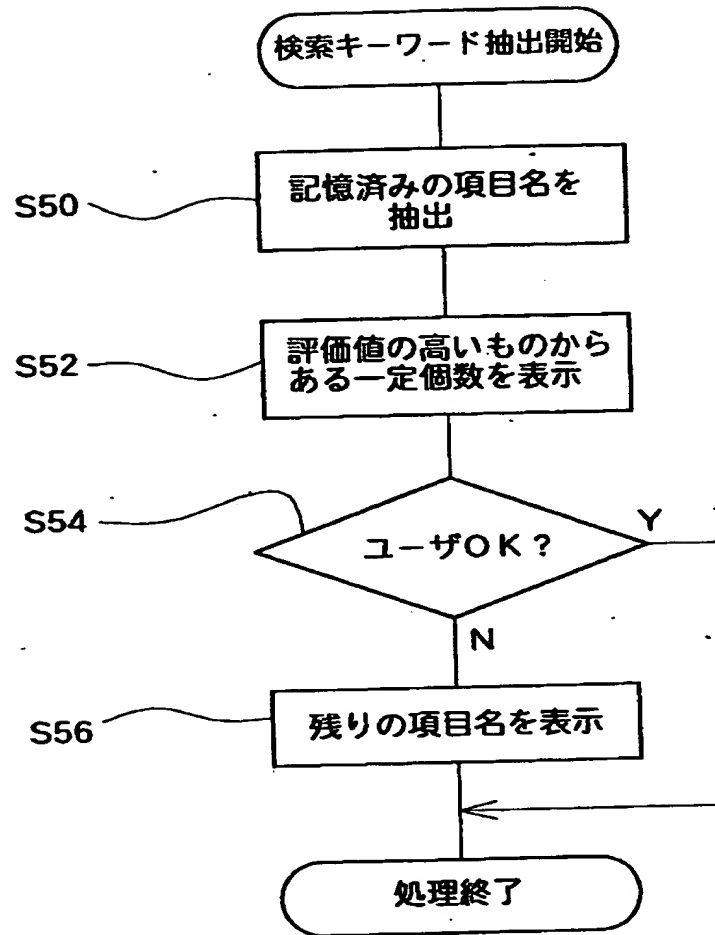 検索キーワード抽出開始
S50
記憶済みの項目名を
抽出
S52
評価値の高いものから
ある一定個数を表示
S54
ユーザOK?
Y
N
S56
残りの項目名を表示
処理終了